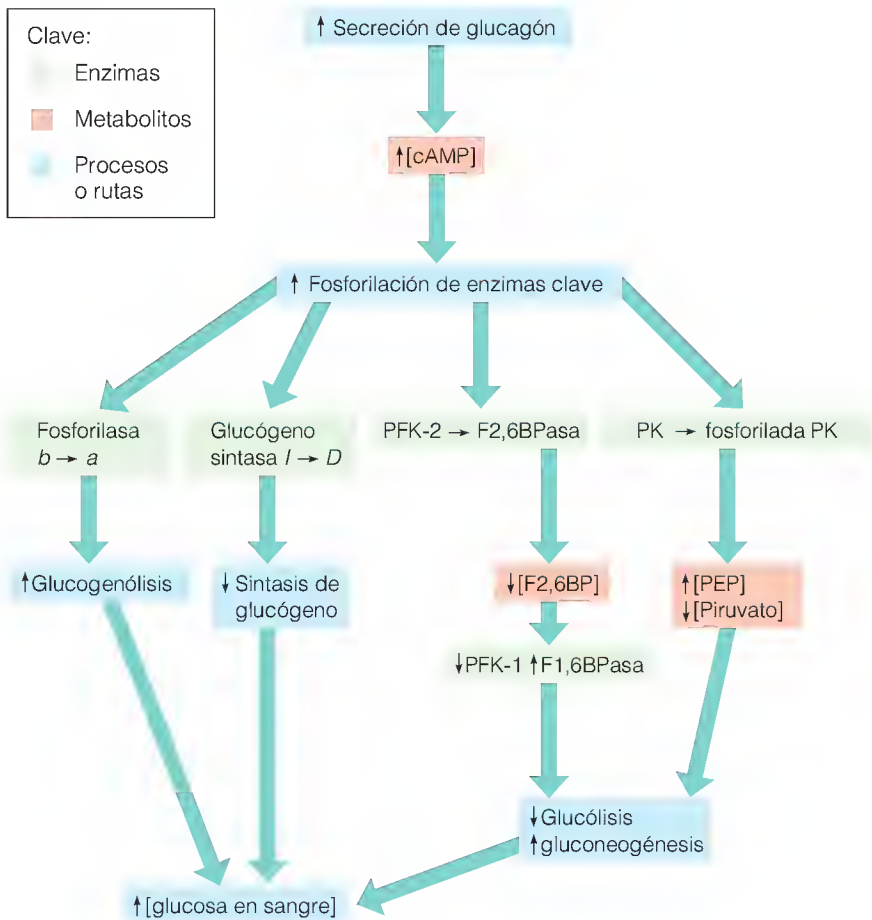 Clave:
Enzimas
Metabolitos
Procesos
o rutas
↑ Secreción de glucagón
↑[cAMP]
↑ Fosforilación de enzimas clave
Fosforilasa
b → a
Glucógeno
sintasa I → D
PFK-2 → F2,6BPasa
PK → fosforilada PK
↑Glucogenólisis
↓ Sintasis de
glucógeno
↓[F2,6BP]
↑[PEP]
↓[Piruvato]
↓PFK-1 ↑F1,6BPasa
↓Glucólisis
↑gluconeogénesis
↑[glucosa en sangre]